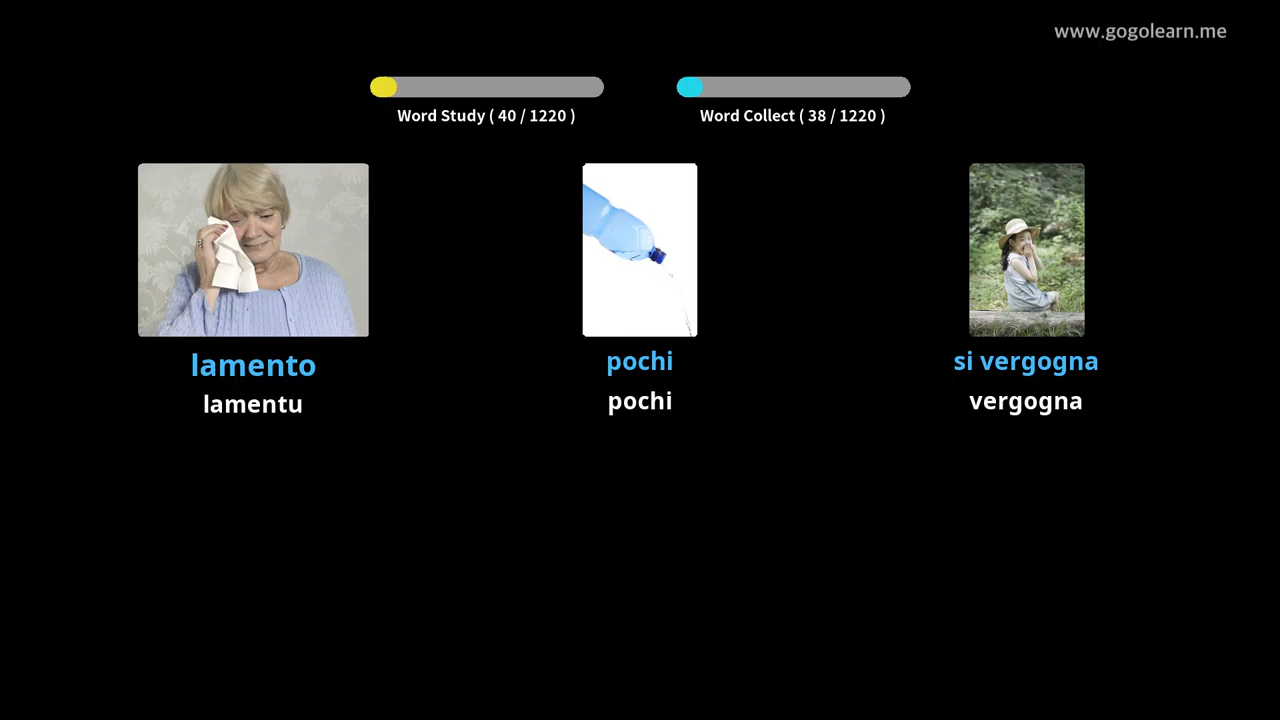 www.gogolearn.me
Word Study ( 40 / 1220 )
Word Collect ( 38 / 1220 )
lamento
lamentu
pochi
pochi
si vergogna
vergogna